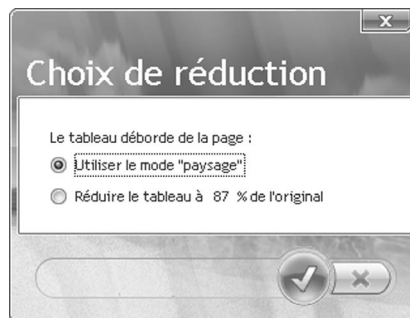 Choix de réduction
Le tableau déborde de la page :
Utiliser le mode "paysage"
Réduire le tableau à 87 % de l'original